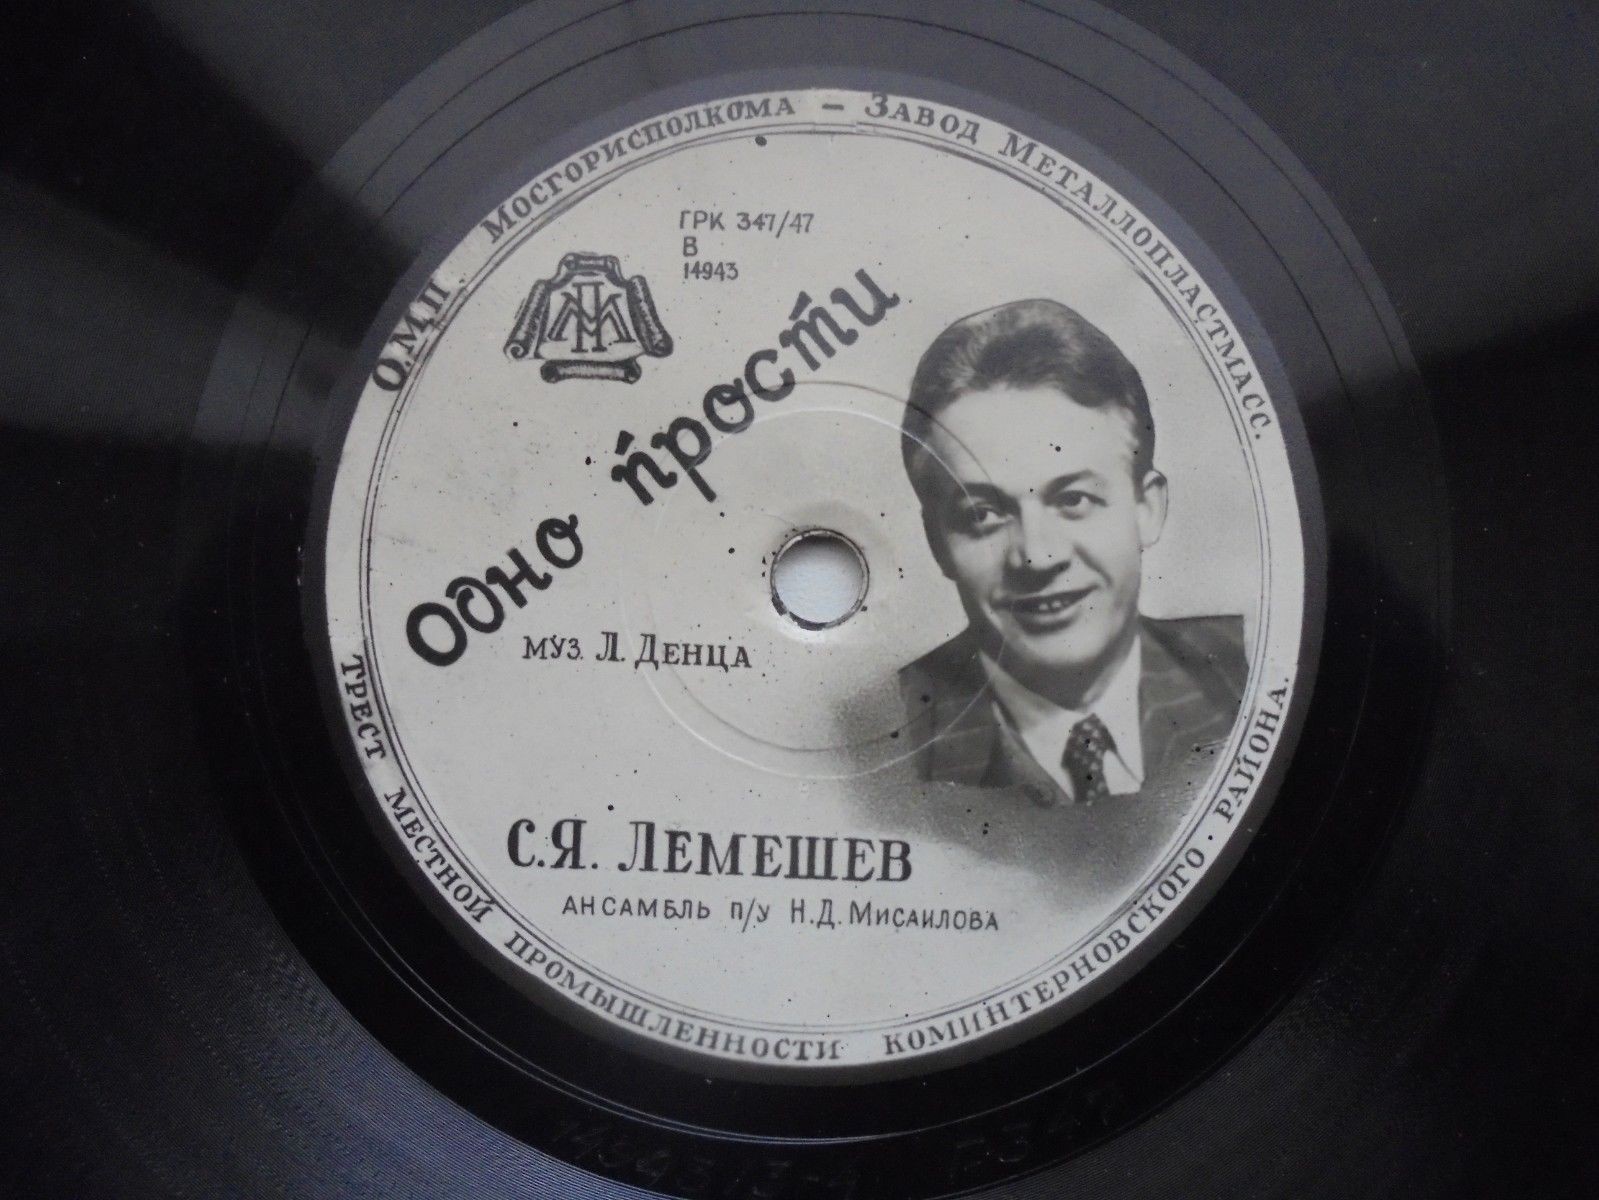 О.М.П. Мосгорисполкома – Завод Металлопластмасс.
ГРК 347/47
В
14943
Одно прости
муз. Л. Денца
С.Я. Лемешев
Ансамбль п/у Н.Д. Мисаилова
Трест местной промышленности Коминтерновского района.